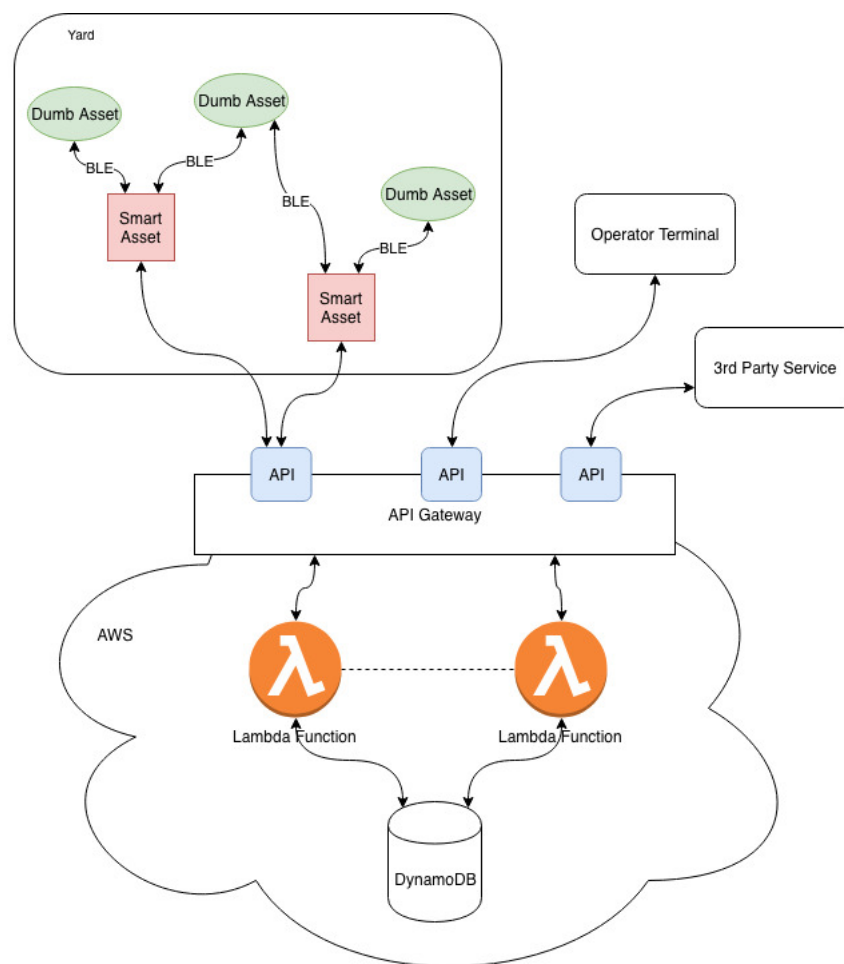 Yard
Dumb Asset
Dumb Asset
BLE
BLE
Dumb Asset
BLE
Smart
Asset
BLE
Operator Terminal
Smart
Asset
3rd Party Service
API
API
API
API Gateway
AWS
λ
λ
Lambda Function
Lambda Function
DynamoDB